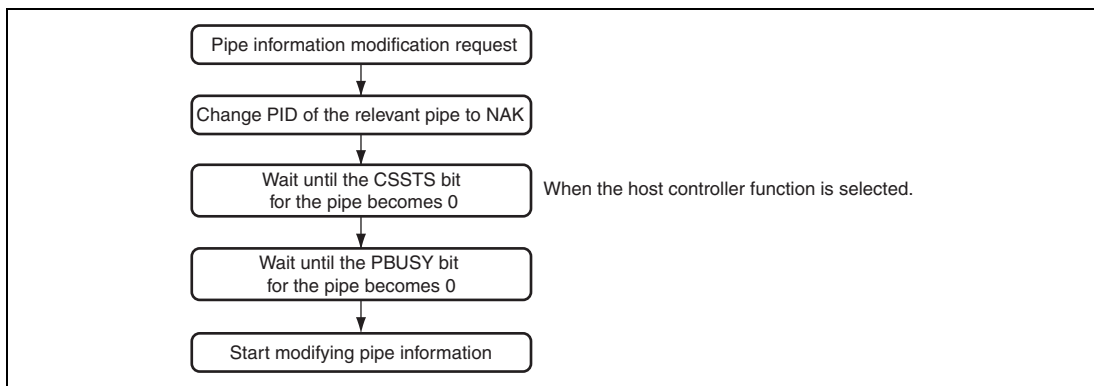 Pipe information modification request
Change PID of the relevant pipe to NAK
Wait until the CSSTS bit
for the pipe becomes 0
When the host controller function is selected.
Wait until the PBUSY bit
for the pipe becomes 0
Start modifying pipe information